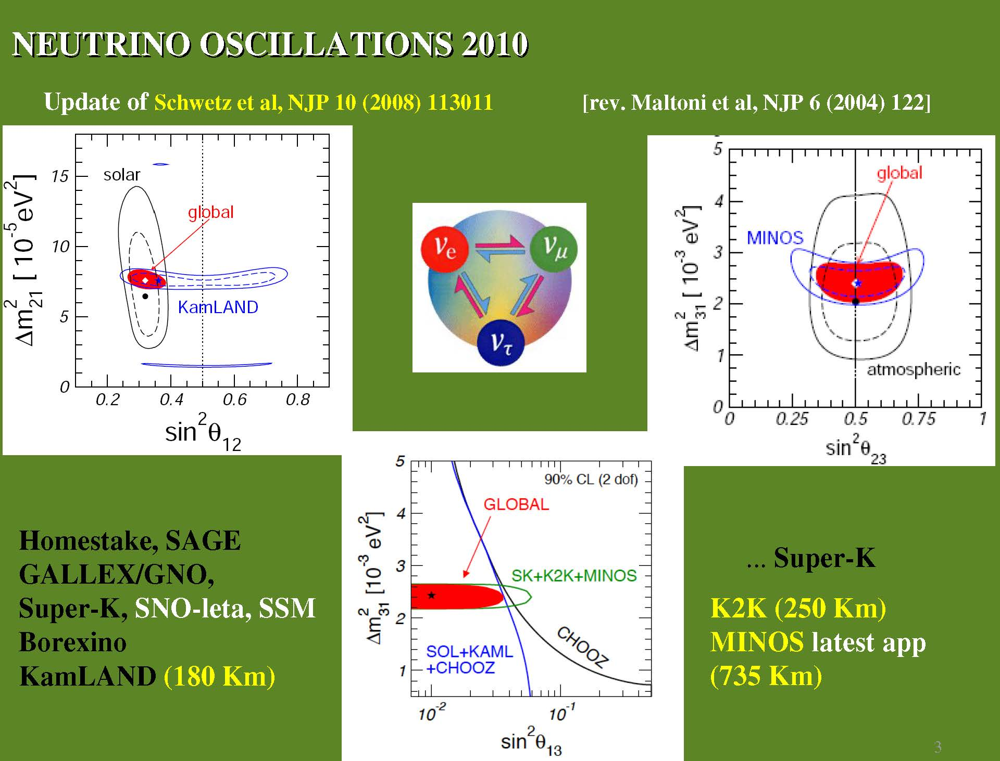 NEUTRINO OSCILLATIONS 2010
Update of Schwetz et al, NJP 10 (2008) 113011
[rev. Maltoni et al, NJP 6 (2004) 122]
solar
global
KamLAND
15
10
5
0
0.2 0.4 0.6 0.8
Δm²₂₁ [ 10⁻⁵ eV²]
sin²θ₁₂
νe
νμ
ντ
global
MINOS
atmospheric
5
4
3
2
1
0
0 0.25 0.5 0.75 1
Δm²₃₁ [ 10⁻³ eV²]
sin²θ₂₃
90% CL (2 dof)
GLOBAL
SK+K2K+MINOS
CHOOZ
SOL+KAML
+CHOOZ
5
4
3
2
1
10⁻² 10⁻¹
Δm²₃₁ [10⁻³ eV²]
sin²θ₁₃
Homestake, SAGE
GALLEX/GNO,
Super-K, SNO-leta, SSM
Borexino
KamLAND (180 Km)
... Super-K
K2K (250 Km)
MINOS latest app
(735 Km)
3